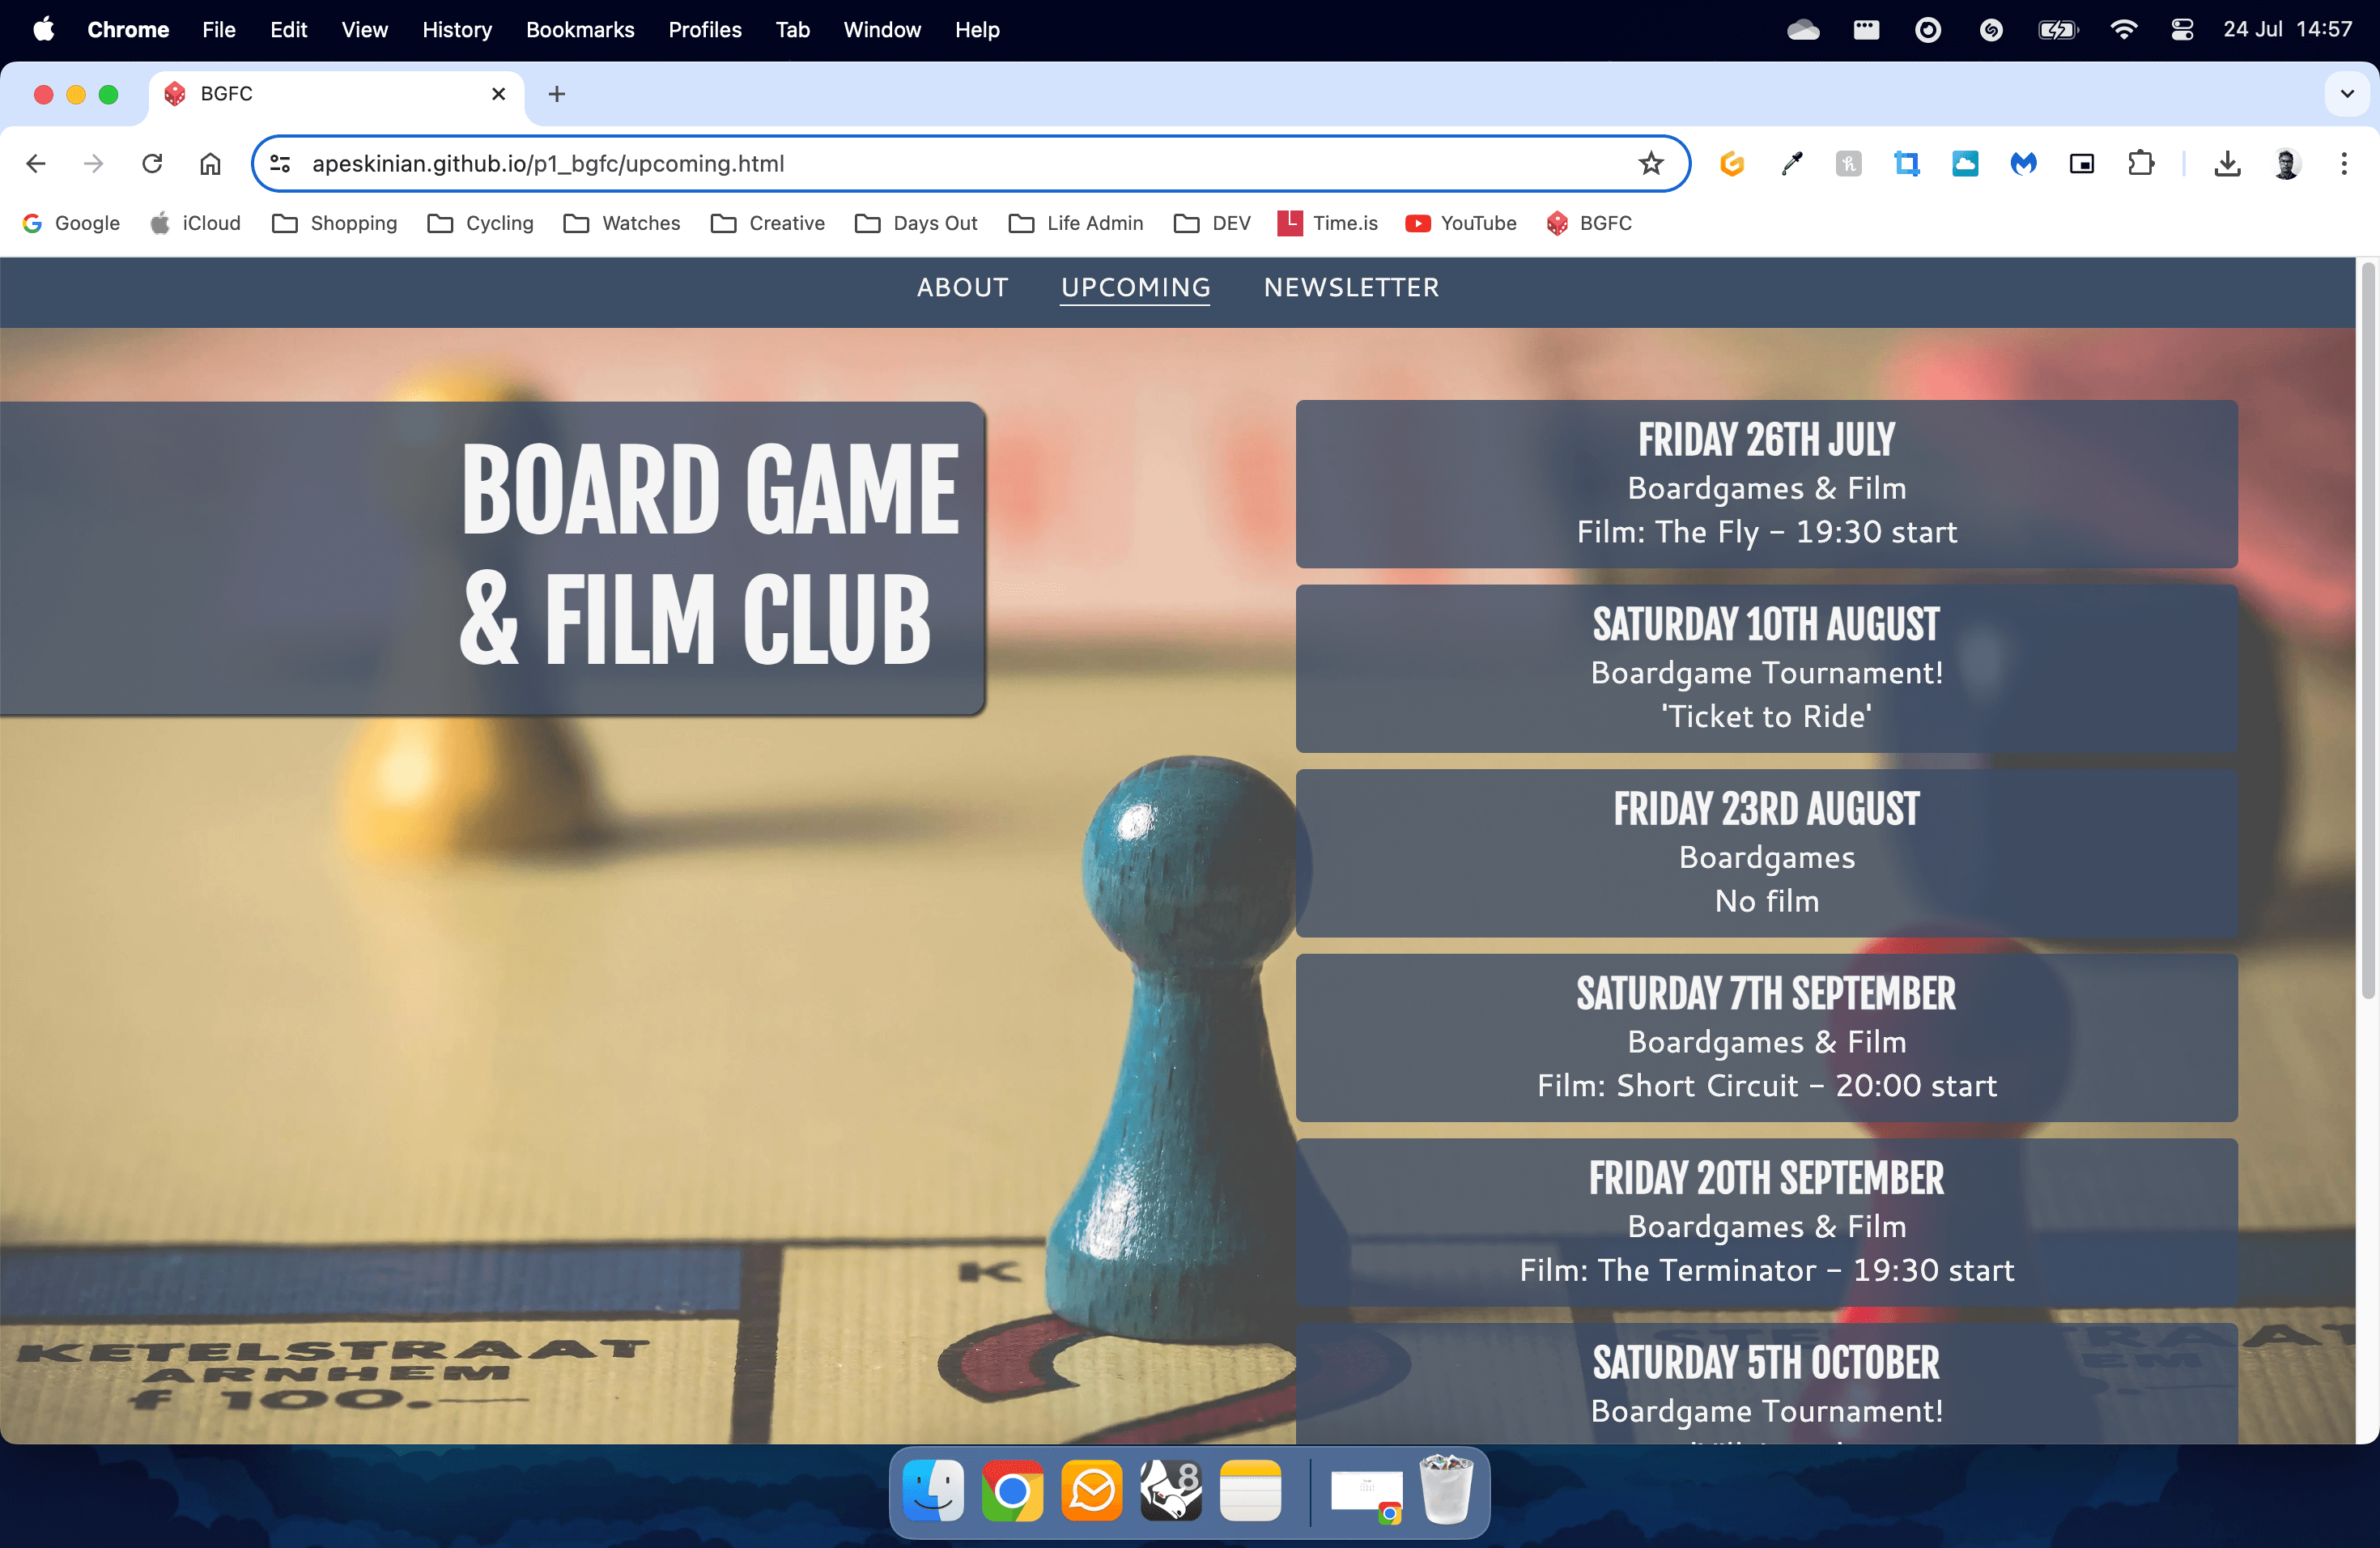 Chrome File Edit View History Bookmarks Profiles Tab Window Help 24 Jul 14:57
BGFC
apeskinian.github.io/p1_bgfc/upcoming.html
Google iCloud Shopping Cycling Watches Creative Days Out Life Admin DEV Time.is YouTube BGFC
ABOUT UPCOMING NEWSLETTER
BOARD GAME
& FILM CLUB
FRIDAY 26TH JULY
Boardgames & Film
Film: The Fly - 19:30 start
SATURDAY 10TH AUGUST
Boardgame Tournament!
'Ticket to Ride'
FRIDAY 23RD AUGUST
Boardgames
No film
SATURDAY 7TH SEPTEMBER
Boardgames & Film
Film: Short Circuit - 20:00 start
FRIDAY 20TH SEPTEMBER
Boardgames & Film
Film: The Terminator - 19:30 start
SATURDAY 5TH OCTOBER
Boardgame Tournament!
K
KETELSTRAAT
ARNHEM
f 100.—
8